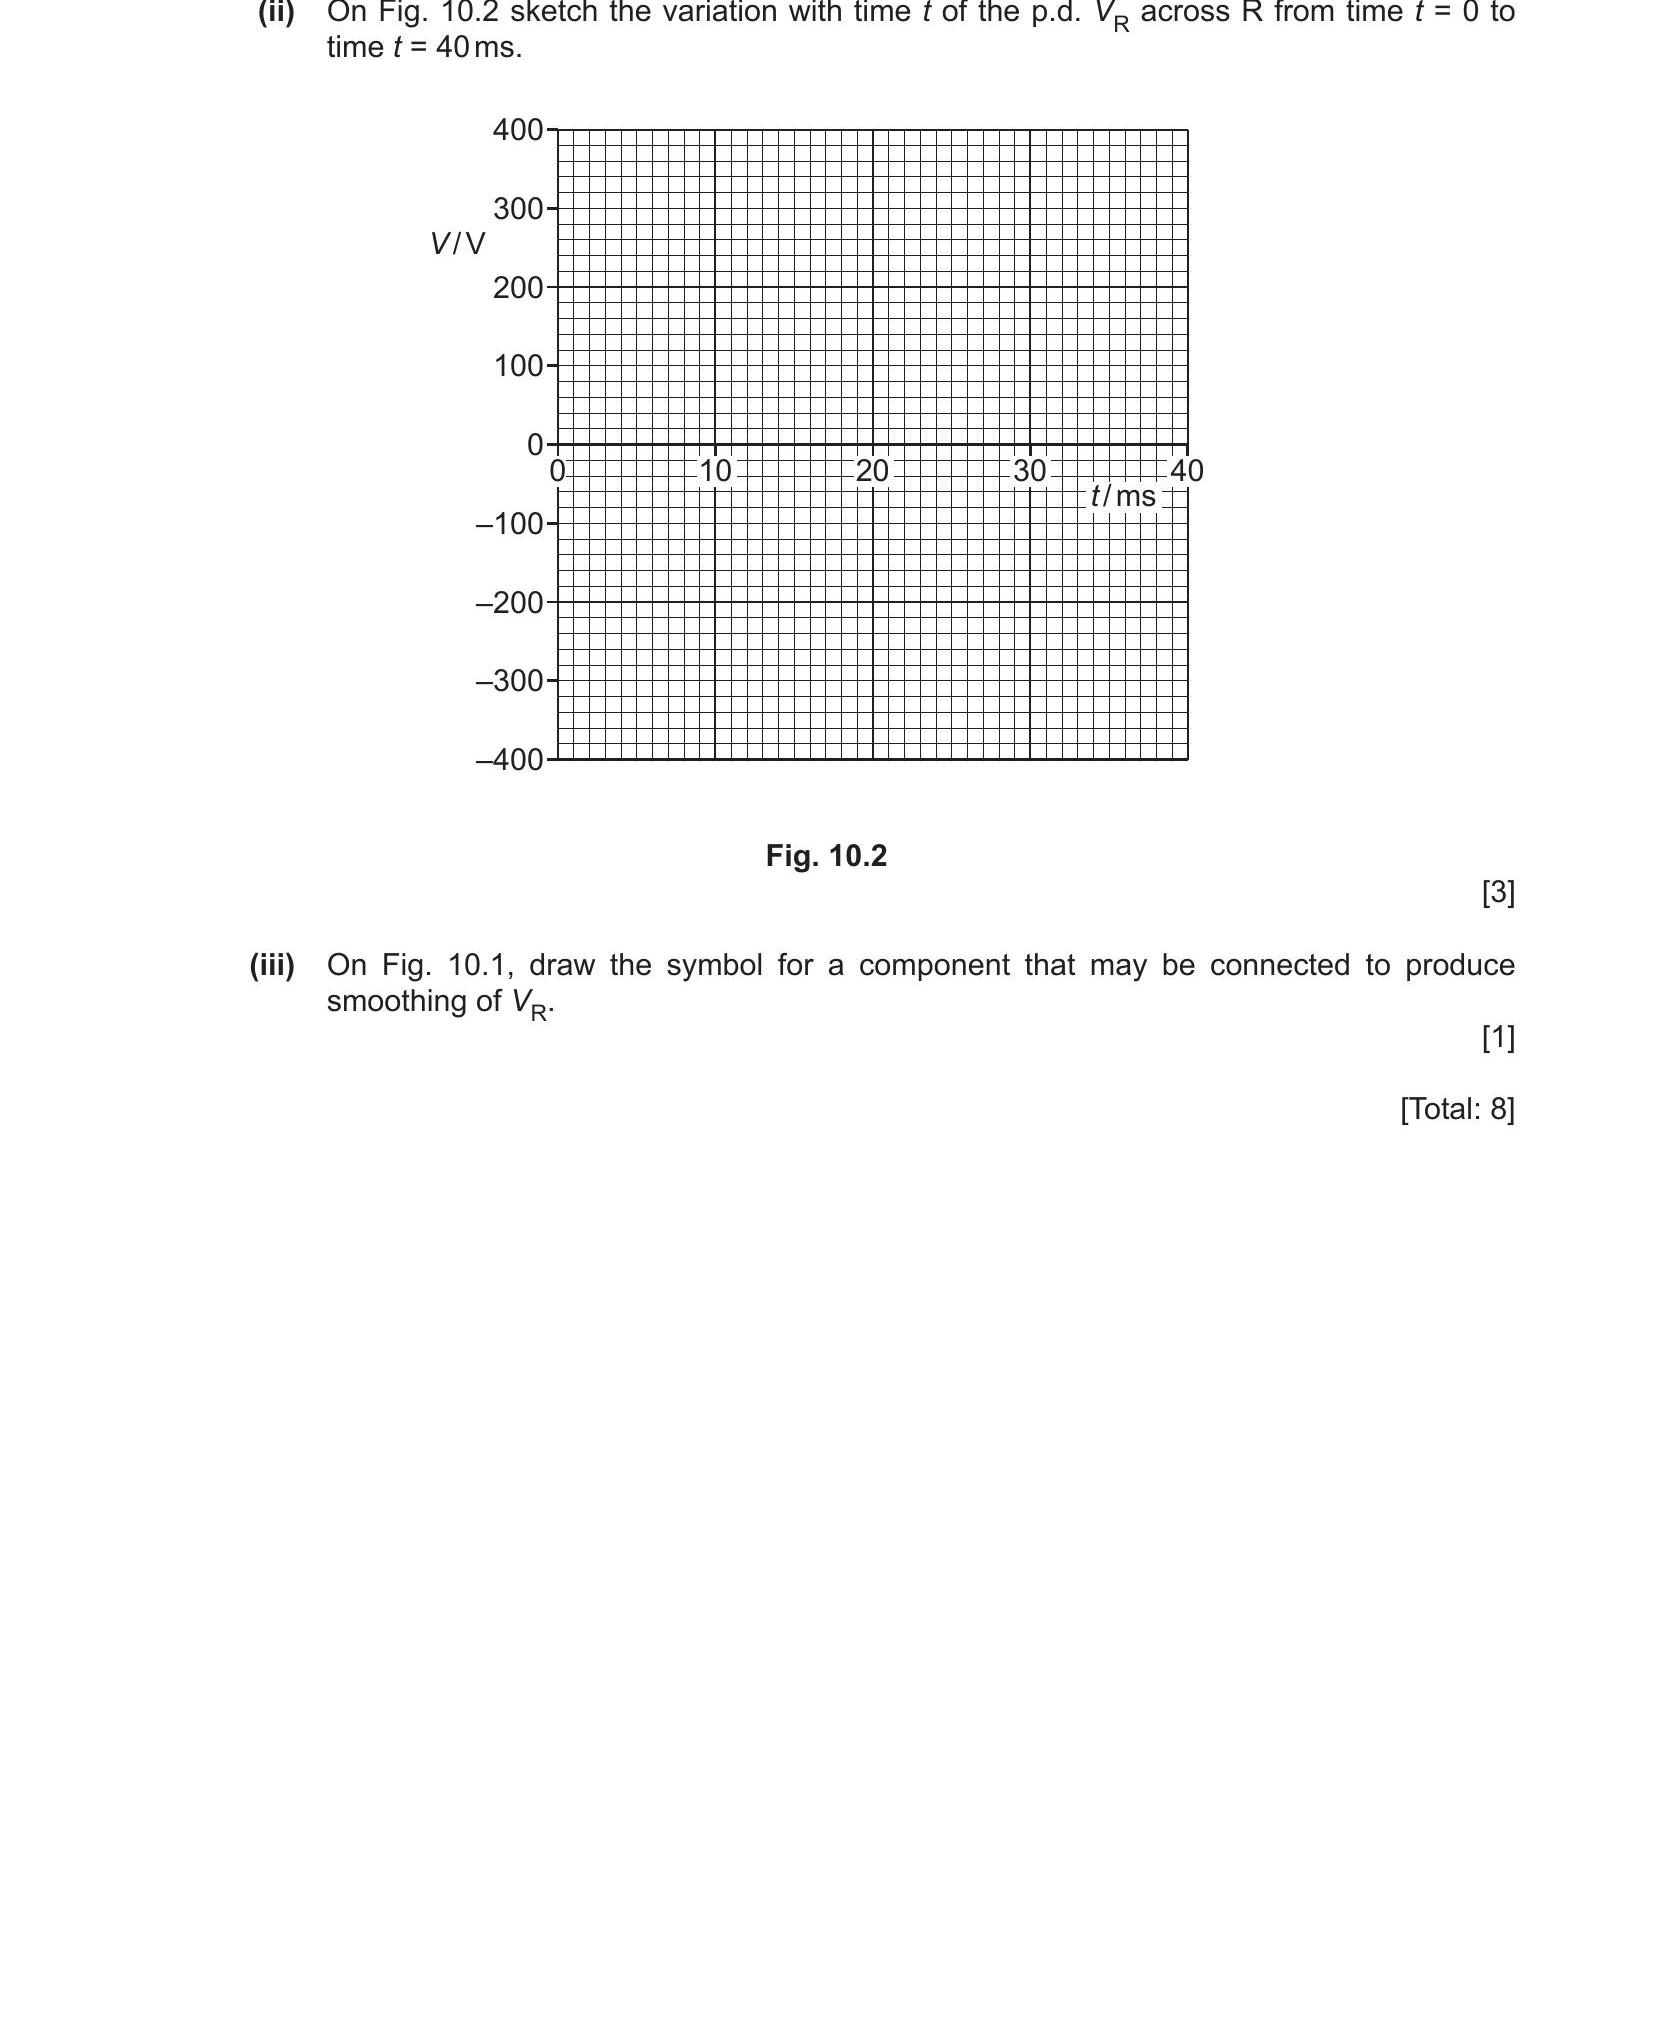 (ii) On Fig. 10.2 sketch the variation with time t of the p.d. VR across R from time t = 0 to
time t = 40 ms.
400
300
V/V
200
100
0
0 10 20 30 40
t/ms
–100
–200
–300
–400
Fig. 10.2
[3]
(iii) On Fig. 10.1, draw the symbol for a component that may be connected to produce
smoothing of VR.
[1]
[Total: 8]